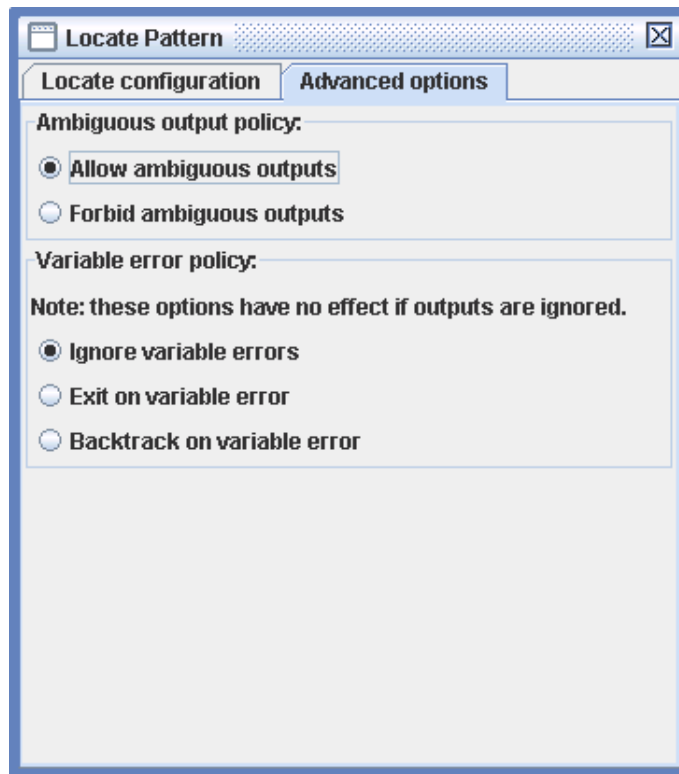 Locate Pattern
Locate configuration
Advanced options
Ambiguous output policy:
Allow ambiguous outputs
Forbid ambiguous outputs
Variable error policy:
Note: these options have no effect if outputs are ignored.
Ignore variable errors
Exit on variable error
Backtrack on variable error